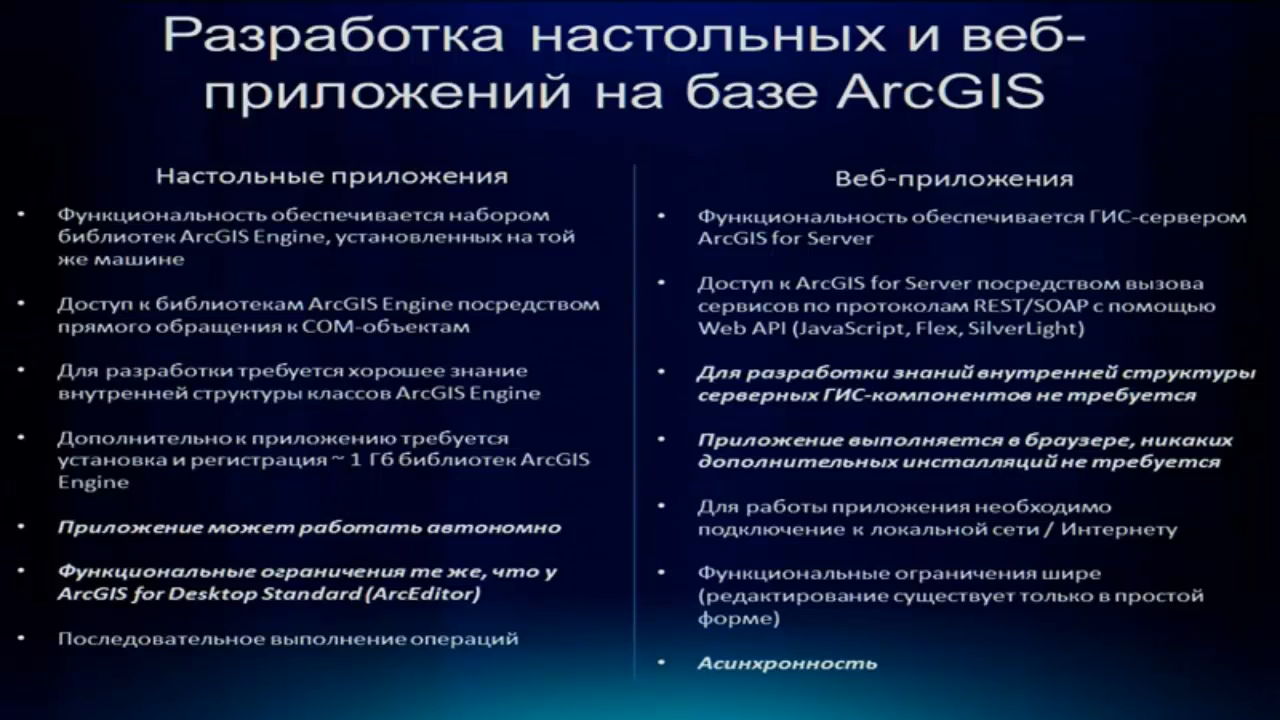 Разработка настольных и веб-
приложений на базе ArcGIS
Настольные приложения
• Функциональность обеспечивается набором
библиотек ArcGIS Engine, установленных на той
же машине
• Доступ к библиотекам ArcGIS Engine посредством
прямого обращения к COM-объектам
• Для разработки требуется хорошее знание
внутренней структуры классов ArcGIS Engine
• Дополнительно к приложению требуется
установка и регистрация ~ 1 Гб библиотек ArcGIS
Engine
• Приложение может работать автономно
• Функциональные ограничения те же, что у
ArcGIS for Desktop Standard (ArcEditor)
• Последовательное выполнение операций
Веб-приложения
• Функциональность обеспечивается ГИС-сервером
ArcGIS for Server
• Доступ к ArcGIS for Server посредством вызова
сервисов по протоколам REST/SOAP с помощью
Web API (JavaScript, Flex, SilverLight)
• Для разработки знаний внутренней структуры
серверных ГИС-компонентов не требуется
• Приложение выполняется в браузере, никаких
дополнительных инсталляций не требуется
• Для работы приложения необходимо
подключение к локальной сети / Интернету
• Функциональные ограничения шире
(редактирование существует только в простой
форме)
• Асинхронность